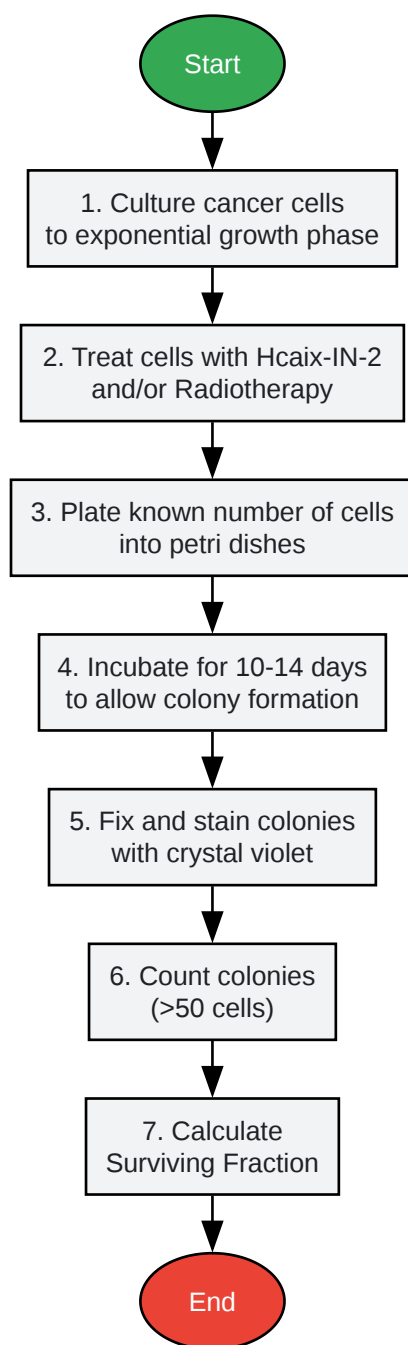 Start
1. Culture cancer cells
to exponential growth phase
2. Treat cells with Hcaix-IN-2
and/or Radiotherapy
3. Plate known number of cells
into petri dishes
4. Incubate for 10-14 days
to allow colony formation
5. Fix and stain colonies
with crystal violet
6. Count colonies
(>50 cells)
7. Calculate
Surviving Fraction
End